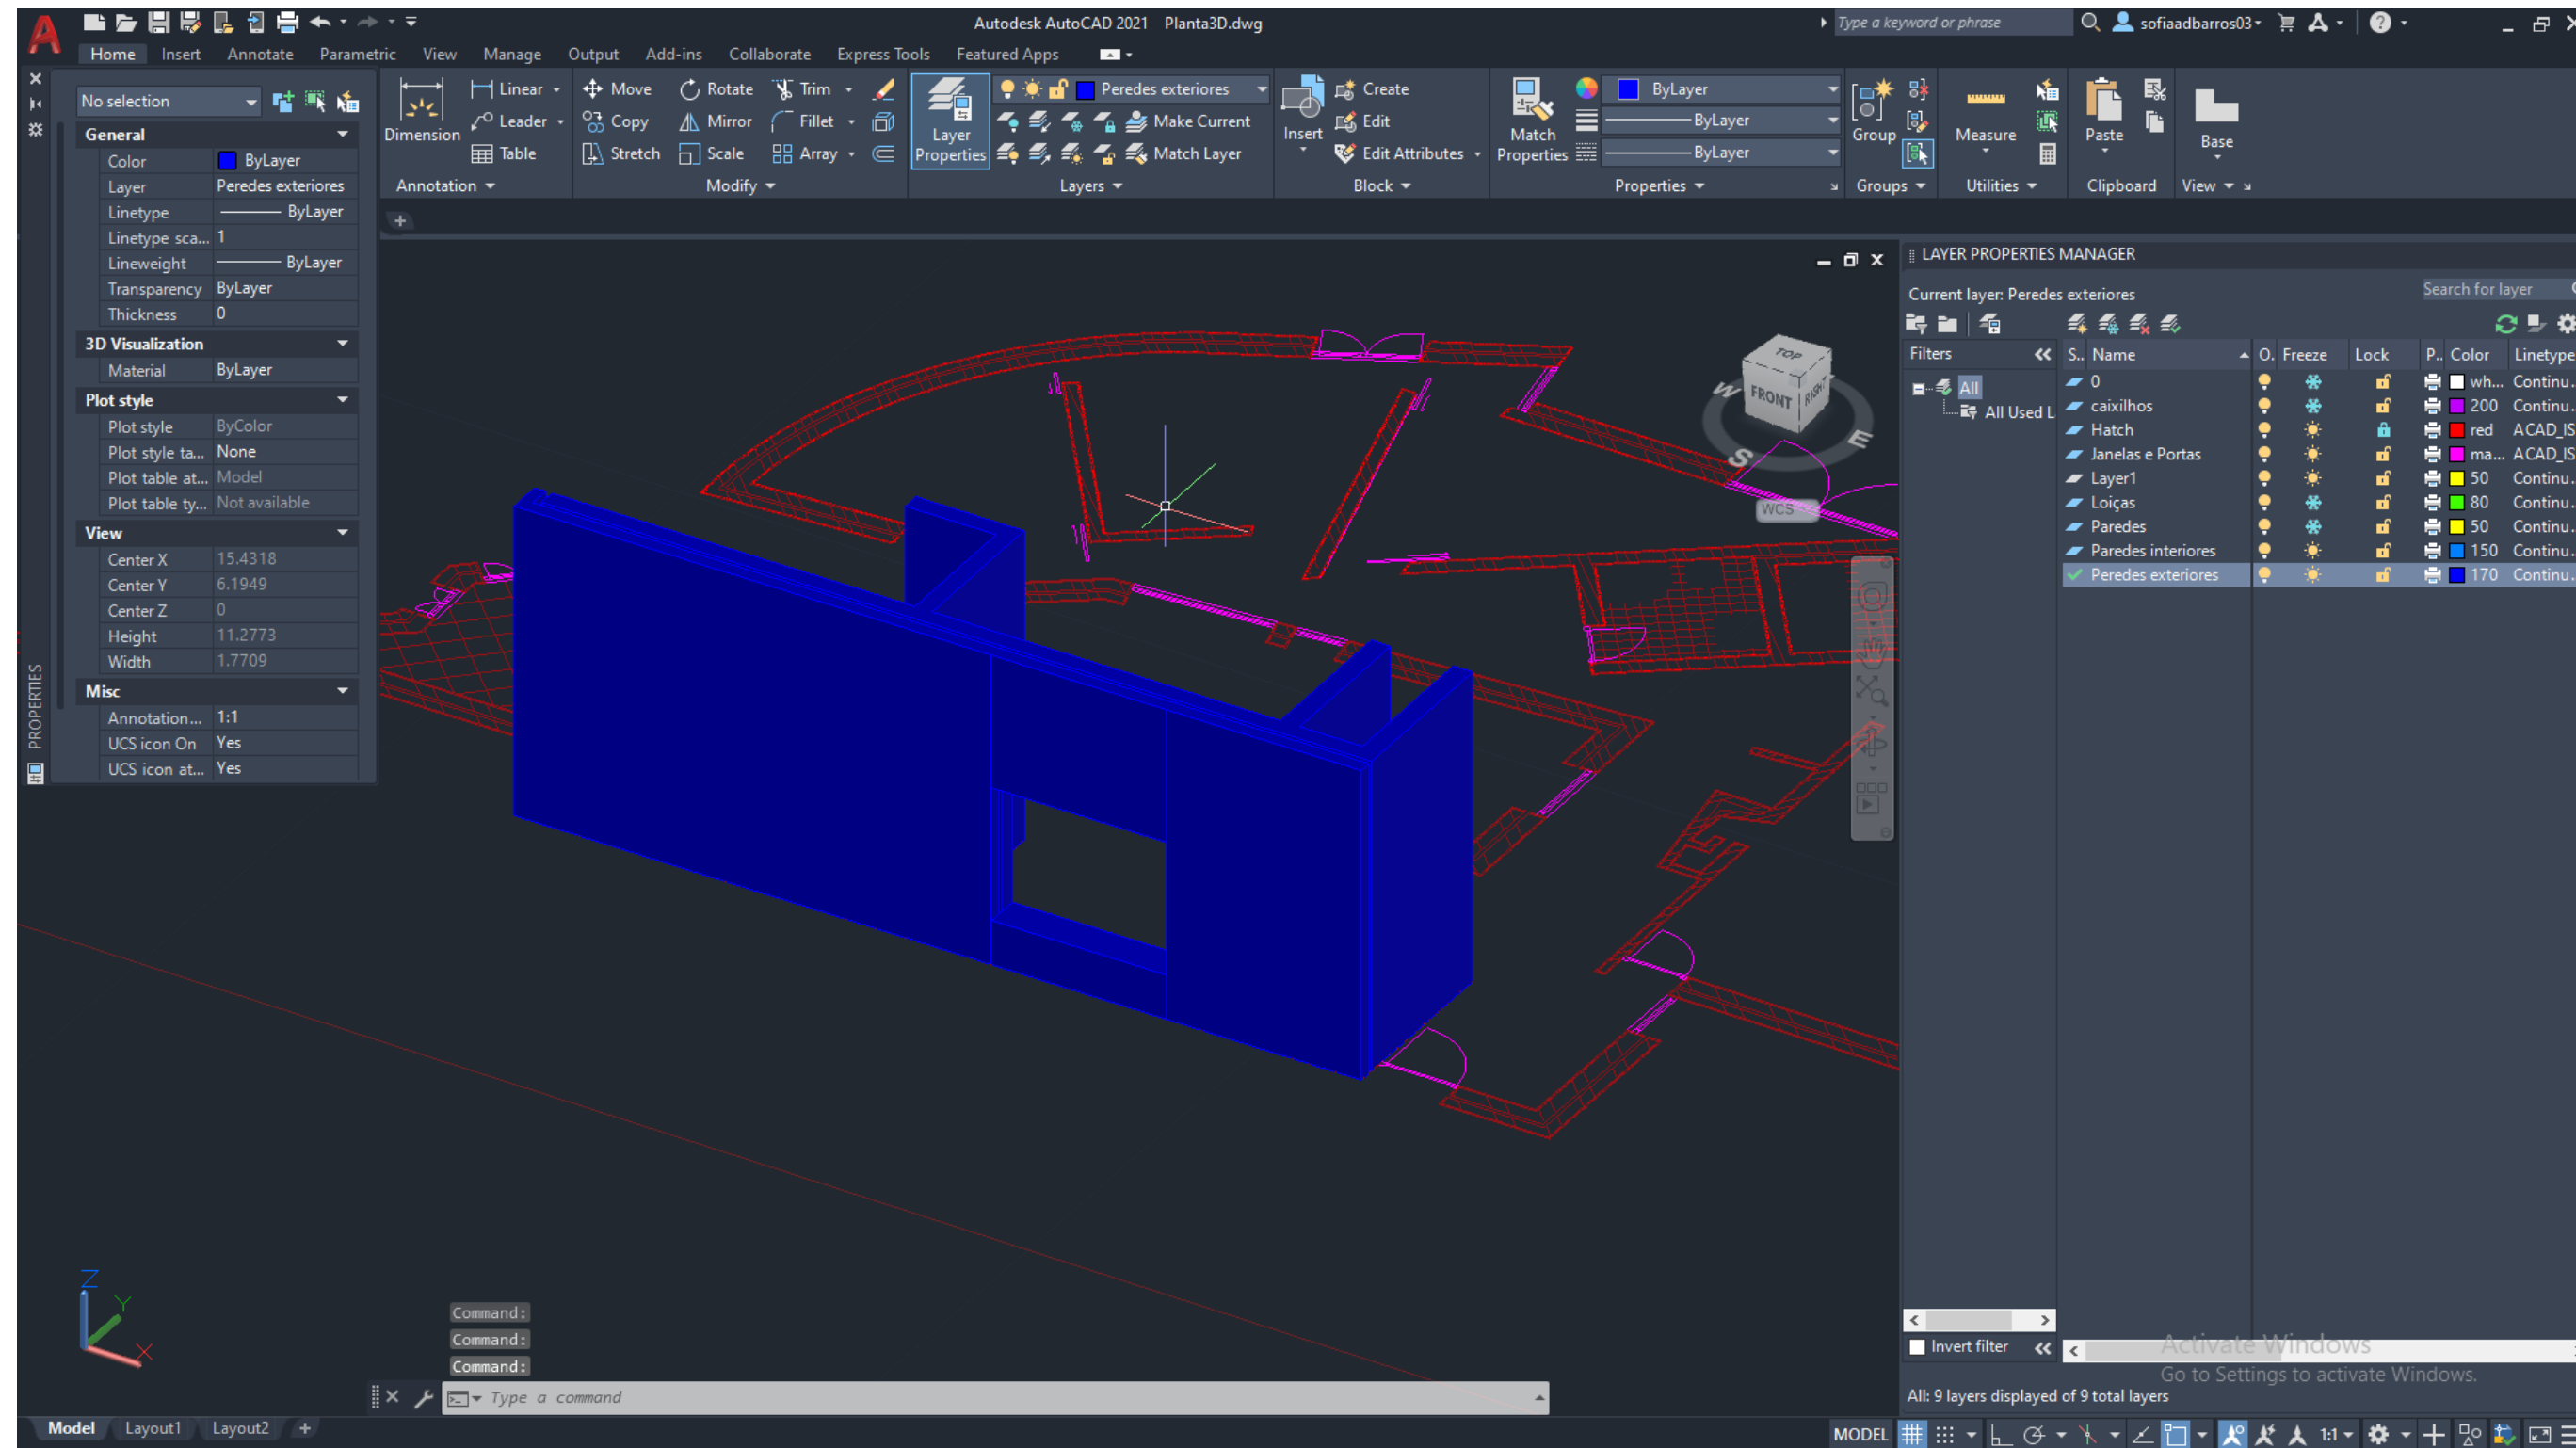 Autodesk AutoCAD 2021 Planta3D.dwg
Type a keyword or phrase
sofiaadbarros03
Home Insert Annotate Parametric View Manage Output Add-ins Collaborate Express Tools Featured Apps
No selection
General
Color ByLayer
Layer Peredes exteriores
Linetype ByLayer
Linetype sca... 1
Lineweight ByLayer
Transparency ByLayer
Thickness 0
3D Visualization
Material ByLayer
Plot style
Plot style ByColor
Plot style ta... None
Plot table at... Model
Plot table ty... Not available
View
Center X 15.4318
Center Y 6.1949
Center Z 0
Height 11.2773
Width 1.7709
Misc
Annotation... 1:1
UCS icon On Yes
UCS icon at... Yes
PROPERTIES
Dimension
Linear
Leader
Table
Annotation
Move Rotate Trim
Copy Mirror Fillet
Stretch Scale Array
Modify
Layer Properties
Peredes exteriores
Make Current
Match Layer
Layers
Insert
Create
Edit
Edit Attributes
Block
Match Properties
ByLayer
ByLayer
ByLayer
Properties
Group
Groups
Measure
Utilities
Paste
Clipboard
Base
View
TOP
FRONT
RIGHT
W
S
E
WCS
LAYER PROPERTIES MANAGER
Current layer: Peredes exteriores
Search for layer
Filters
All
All Used L
S.. Name O. Freeze Lock P.. Color Linetype
0 wh... Continu...
caixilhos 200 Continu...
Hatch red ACAD_IS
Janelas e Portas ma... ACAD_IS
Layer1 50 Continu...
Loiças 80 Continu...
Paredes 50 Continu...
Paredes interiores 150 Continu...
Peredes exteriores 170 Continu...
Invert filter
Activate Windows
Go to Settings to activate Windows.
All: 9 layers displayed of 9 total layers
Z
Y
X
Command:
Command:
Command:
Type a command
Model Layout1 Layout2 +
MODEL
1:1